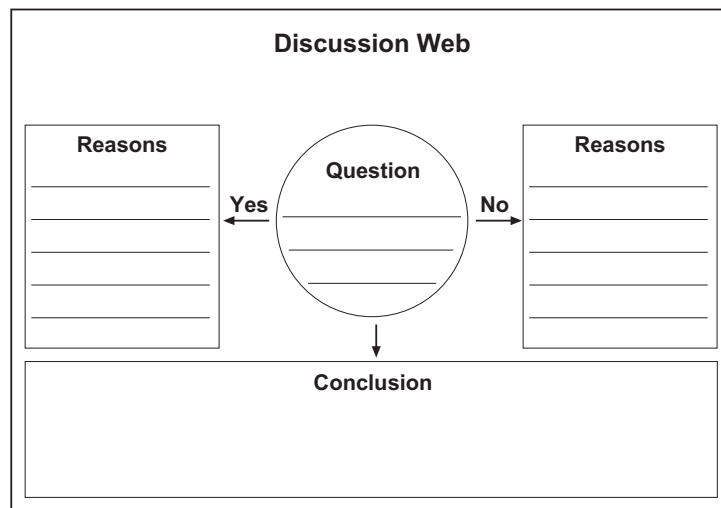 Discussion Web
Reasons
Question
Reasons
Yes
No
Conclusion